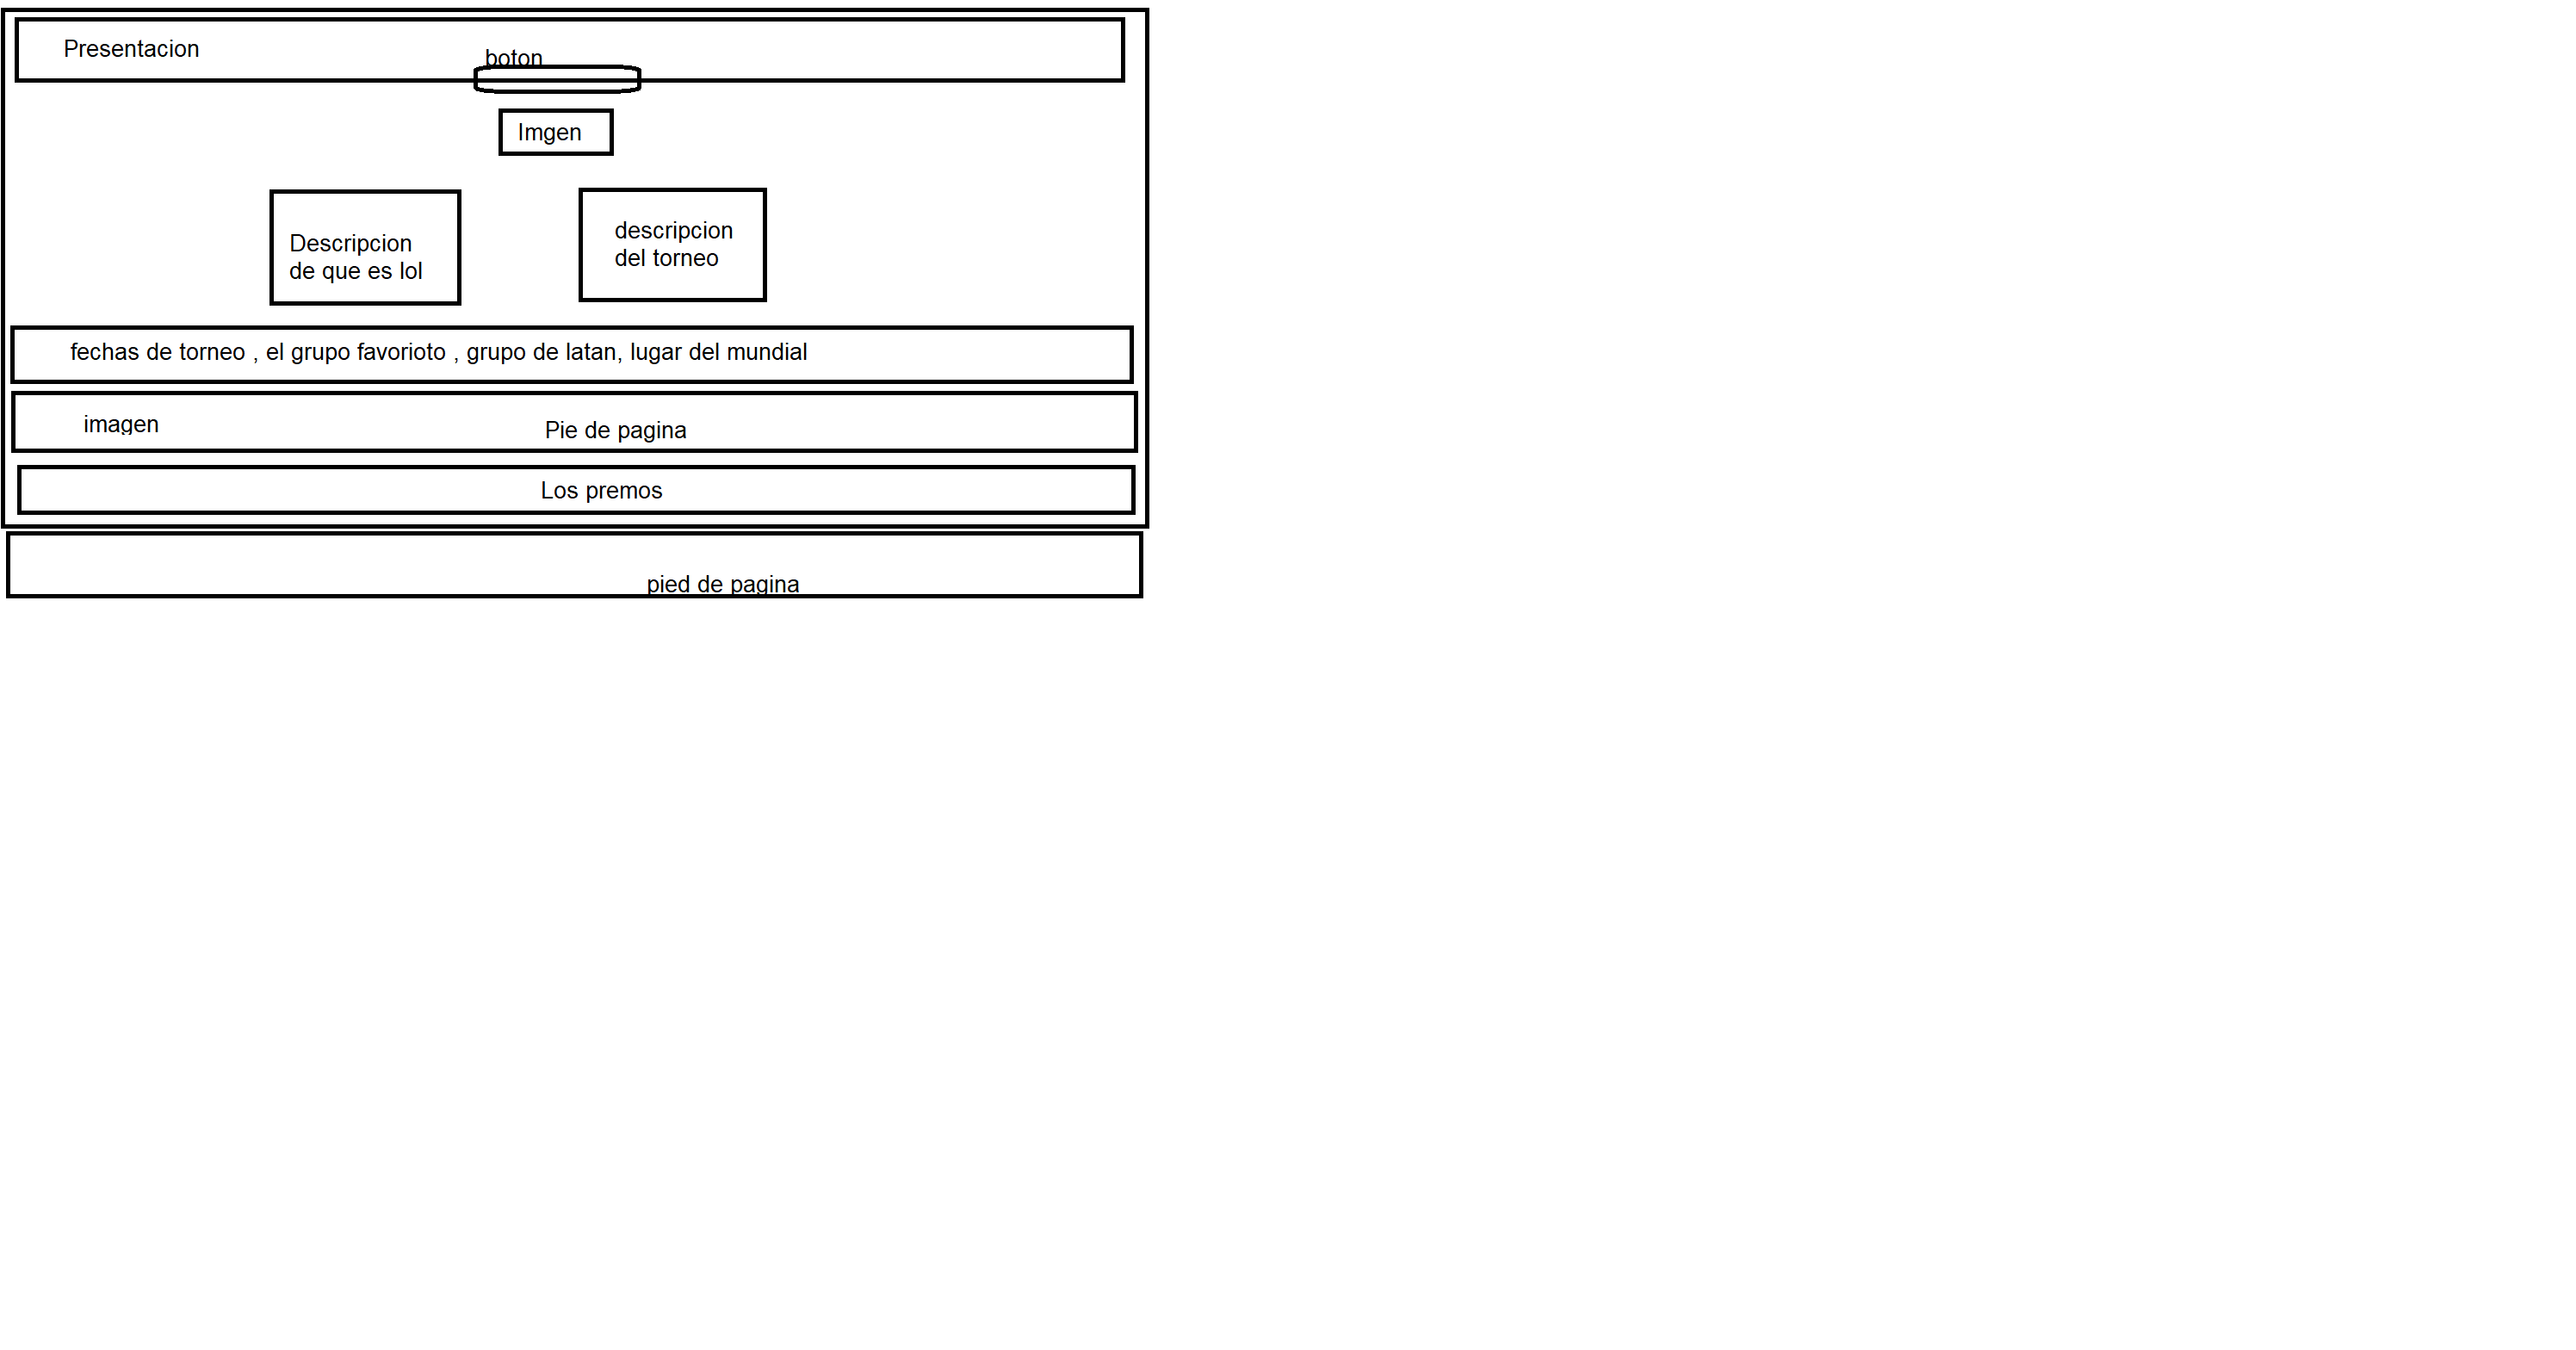 Presentacion
boton
Imgen
Descripcion
de que es lol
descripcion
del torneo
fechas de torneo , el grupo favorioto , grupo de latan, lugar del mundial
imagen
Pie de pagina
Los premos
pied de pagina